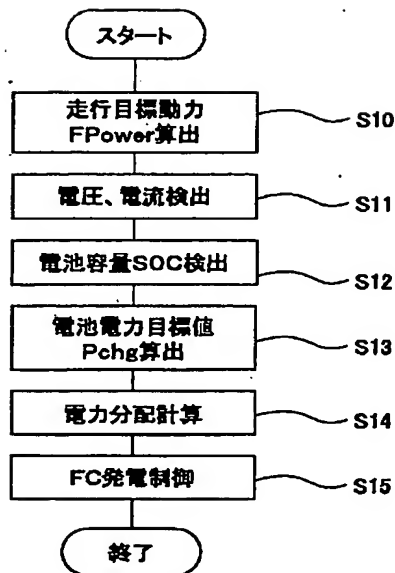 スタート
走行目標動力
FPower算出
S10
電圧、電流検出
S11
電池容量SOC検出
S12
電池電力目標値
Pchg算出
S13
電力分配計算
S14
FC発電制御
S15
終了